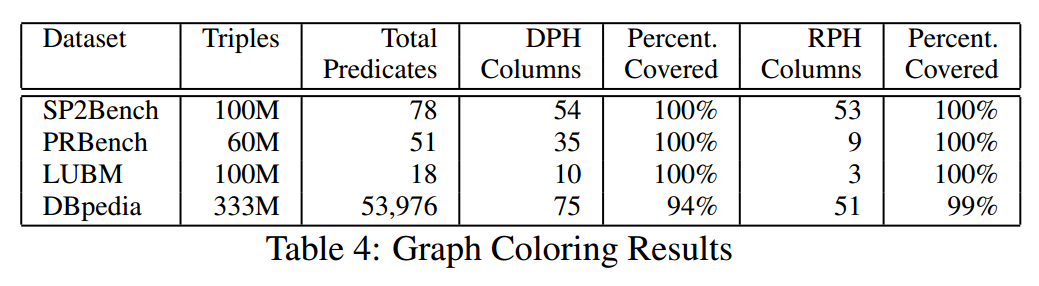 Dataset Triples Total DPH Percent. RPH Percent.
Predicates Columns Covered Columns Covered
SP2Bench 100M 78 54 100% 53 100%
PRBench 60M 51 35 100% 9 100%
LUBM 100M 18 10 100% 3 100%
DBpedia 333M 53,976 75 94% 51 99%
Table 4: Graph Coloring Results